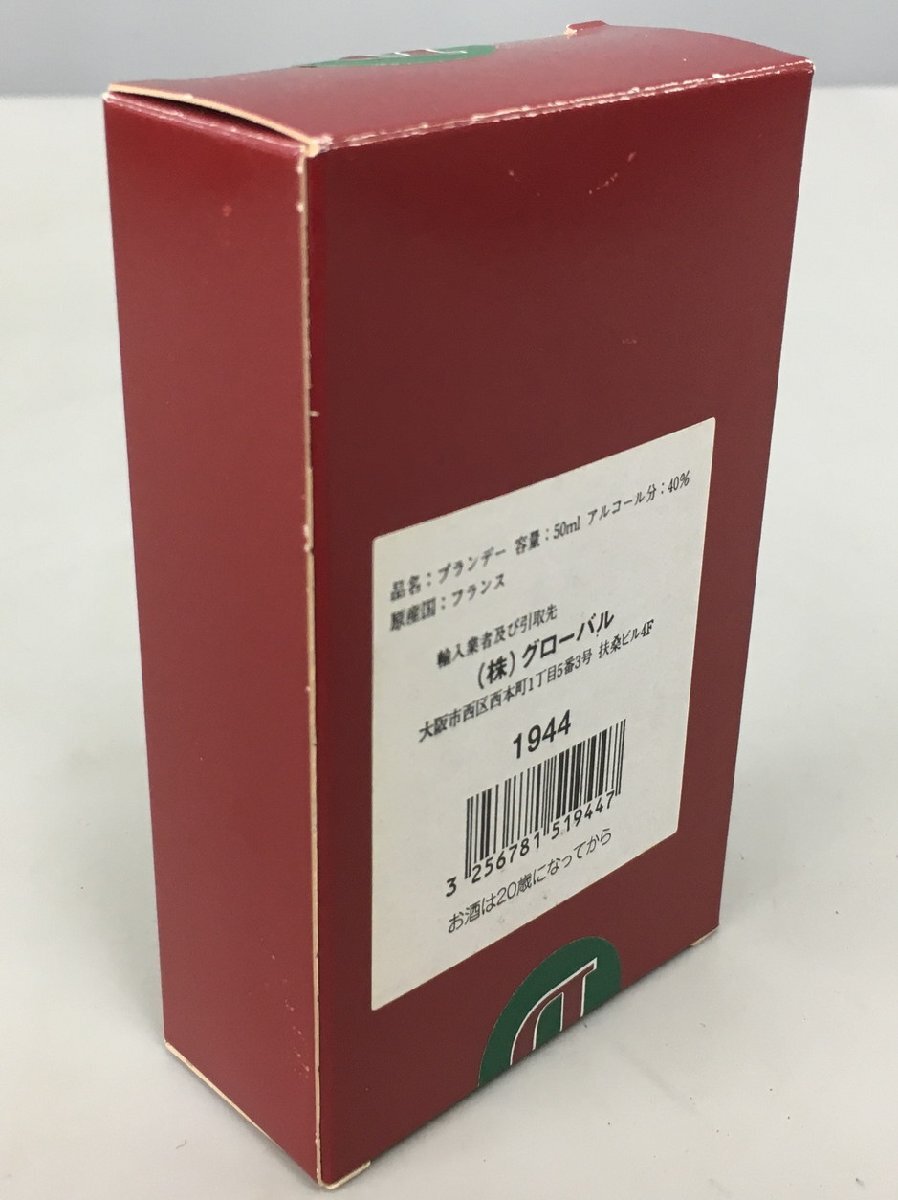 品名：ブランデー 容量：50ml アルコール分：40%
原産国：フランス
輸入業者及び引取先
(株)グローバル
大阪市西区西本町1丁目5番3号 扶桑ビル4F
1944
3 256781 519447
お酒は20歳になってから